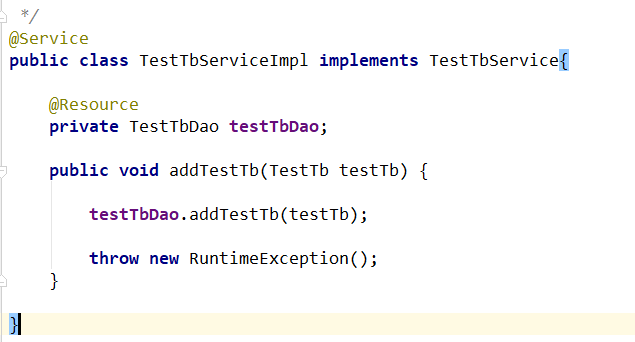 */
@Service
public class TestTbServiceImpl implements TestTbService{
@Resource
private TestTbDao testTbDao;
public void addTestTb(TestTb testTb) {
testTbDao.addTestTb(testTb);
throw new RuntimeException();
}
}